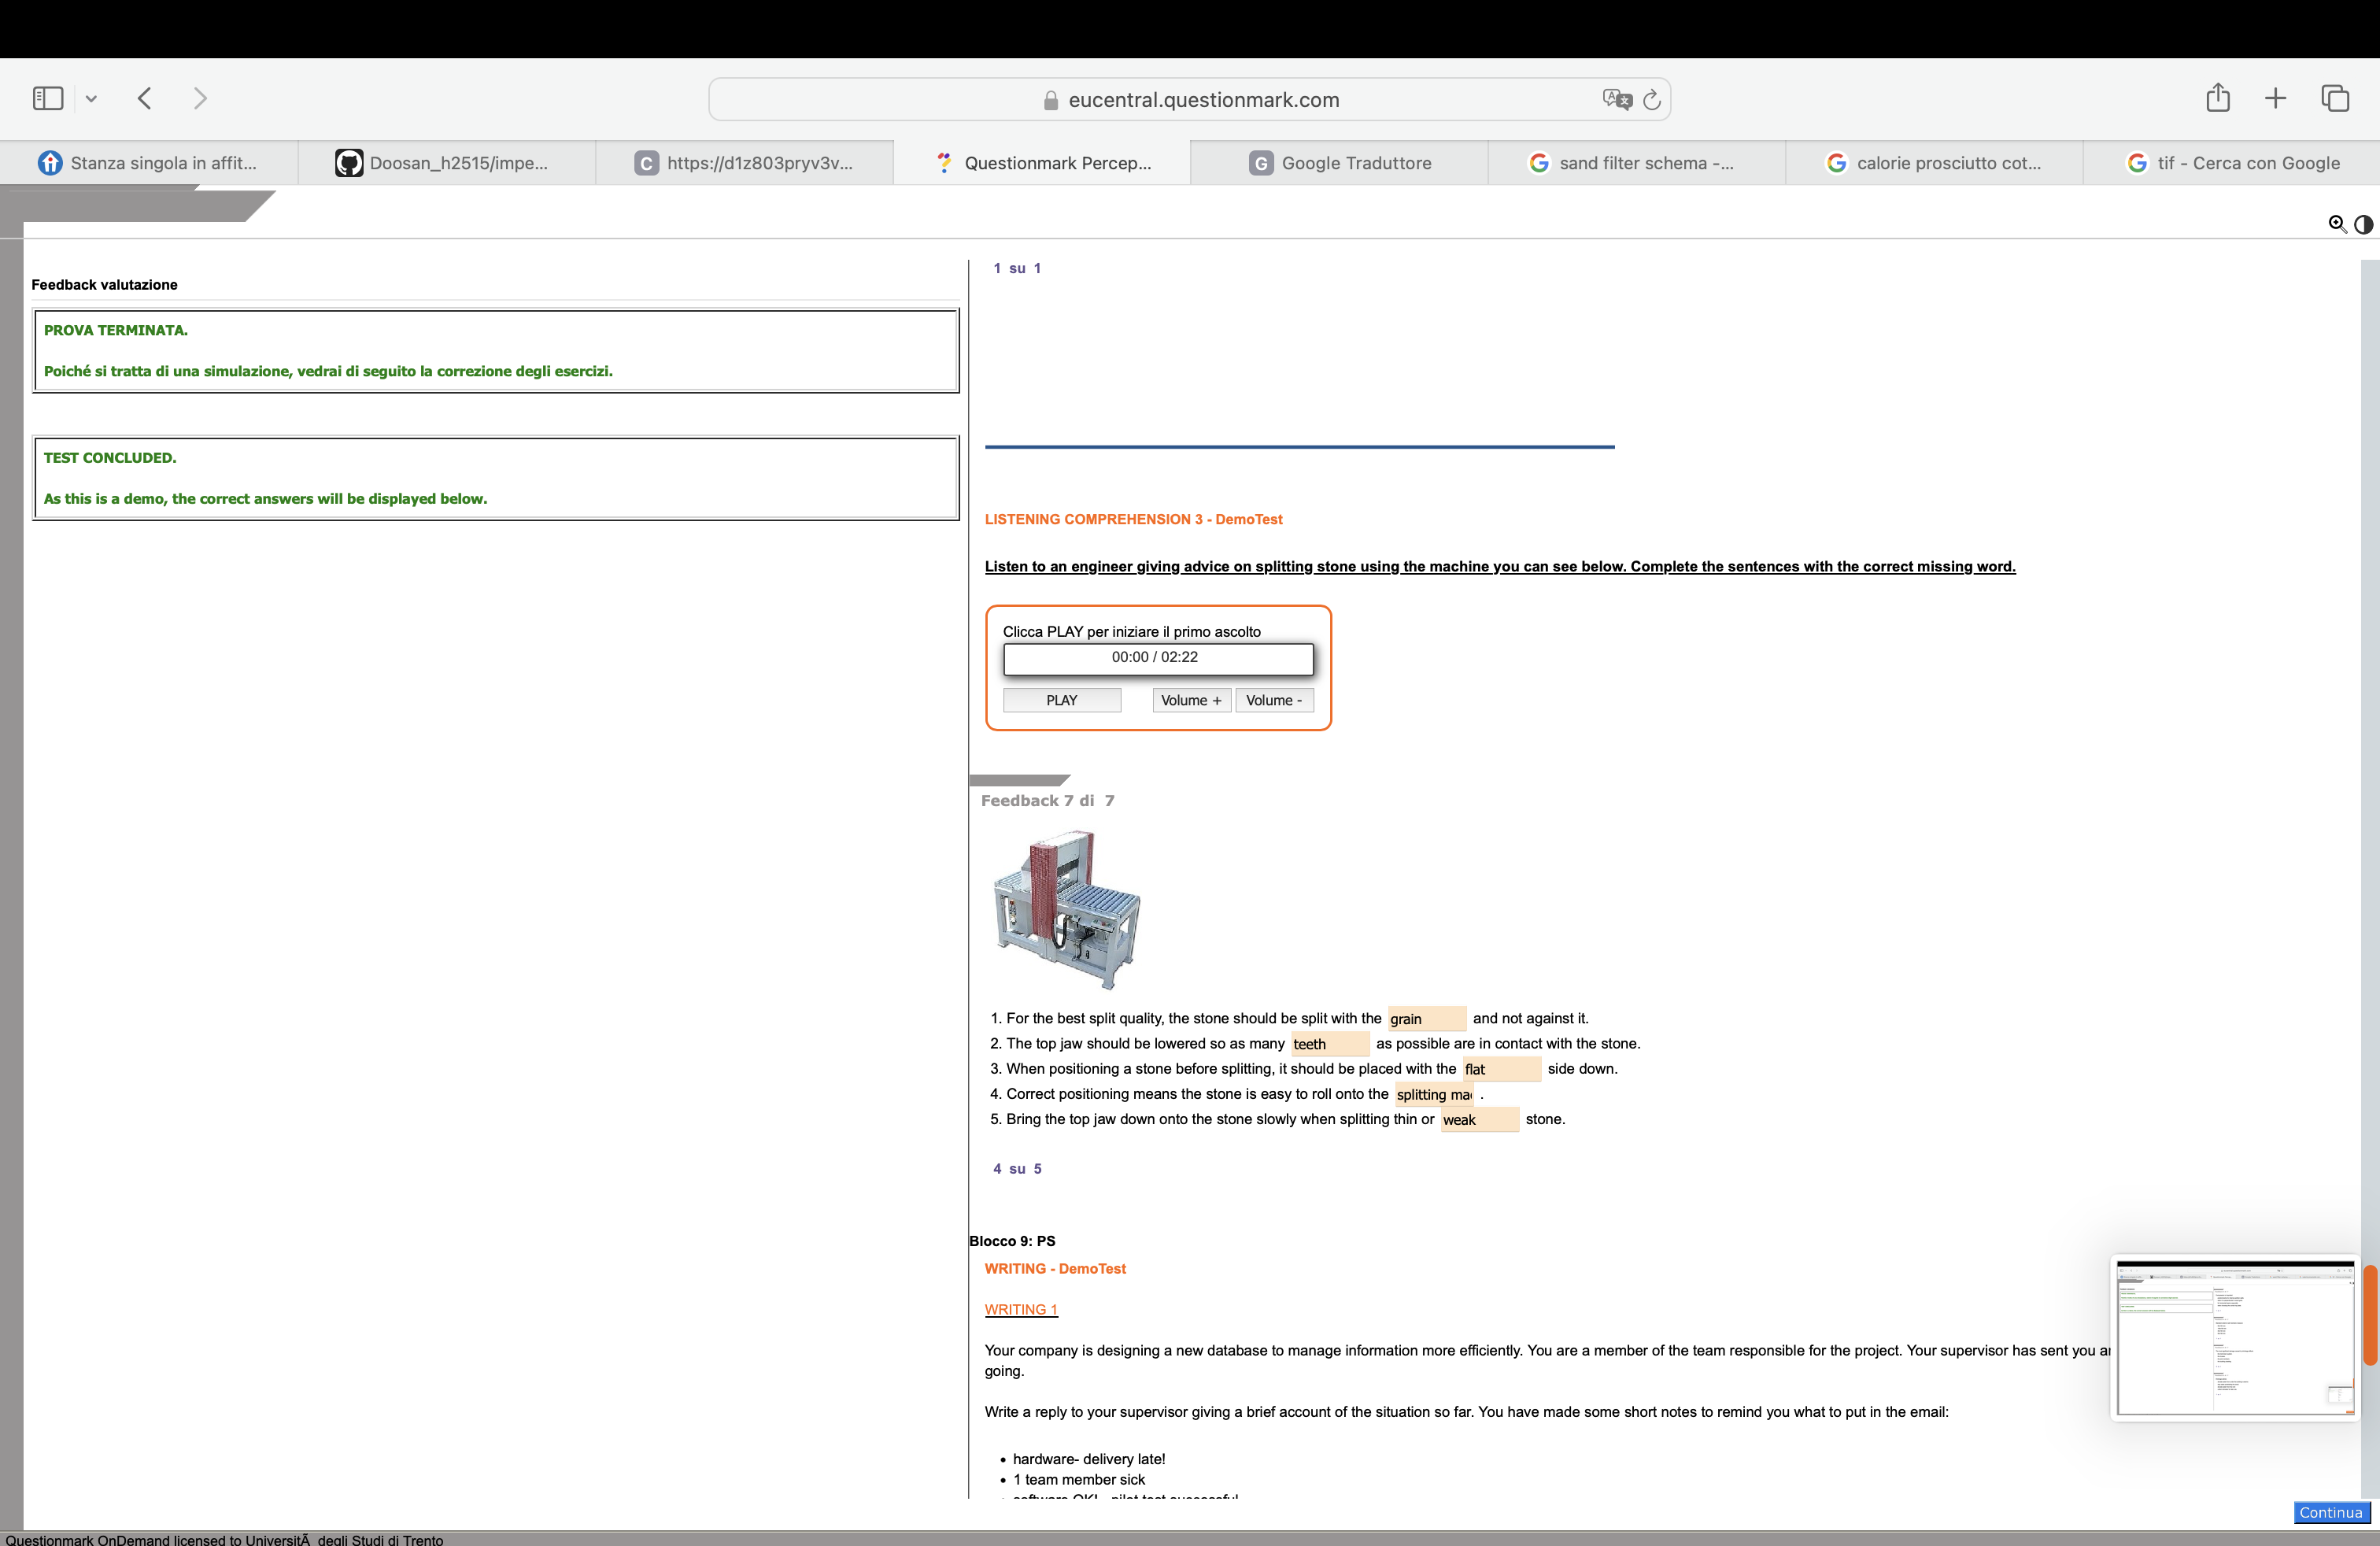 eucentral.questionmark.com
Stanza singola in affit...
Doosan_h2515/impe...
C https://d1z803pryv3v...
Questionmark Percep...
G Google Traduttore
sand filter schema -...
calorie prosciutto cot...
tif - Cerca con Google
Feedback valutazione
PROVA TERMINATA.
Poiché si tratta di una simulazione, vedrai di seguito la correzione degli esercizi.
TEST CONCLUDED.
As this is a demo, the correct answers will be displayed below.
1 su 1
LISTENING COMPREHENSION 3 - DemoTest
Listen to an engineer giving advice on splitting stone using the machine you can see below. Complete the sentences with the correct missing word.
Clicca PLAY per iniziare il primo ascolto
00:00 / 02:22
PLAY Volume + Volume -
Feedback 7 di 7
1. For the best split quality, the stone should be split with the grain and not against it.
2. The top jaw should be lowered so as many teeth as possible are in contact with the stone.
3. When positioning a stone before splitting, it should be placed with the flat side down.
4. Correct positioning means the stone is easy to roll onto the splitting ma .
5. Bring the top jaw down onto the stone slowly when splitting thin or weak stone.
4 su 5
Blocco 9: PS
WRITING - DemoTest
WRITING 1
Your company is designing a new database to manage information more efficiently. You are a member of the team responsible for the project. Your supervisor has sent you
going.
Write a reply to your supervisor giving a brief account of the situation so far. You have made some short notes to remind you what to put in the email:
• hardware- delivery late!
• 1 team member sick
Continua
Questionmark OnDemand licensed to UniversitÃ degli Studi di Trento